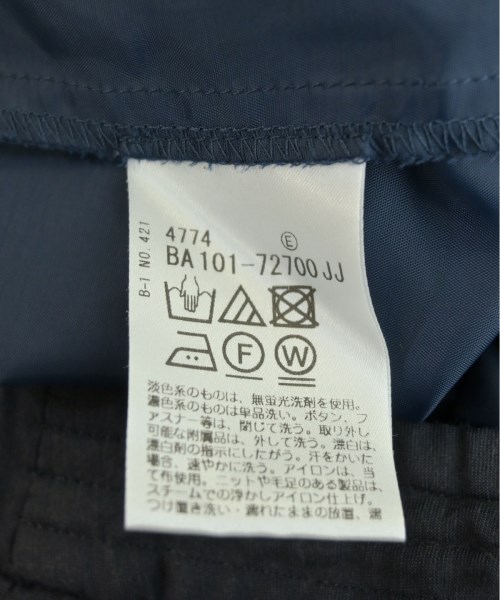 B-1 NO. 421
4774 E
BA101-72700JJ
F W
淡色系のものは、無蛍光洗剤を使用。
濃色系のものは単品洗い。ボタン、フ
ァスナー等は、閉じて洗う。取り外し
可能な附属品は、外して洗う。漂白は、
漂白剤の指示にしたがう。汗をかいた
場合、速やかに洗う。アイロンは、当
て布使用。ニットや毛足のある製品は、
スチームでの浮かしアイロン仕上げ。
つけ置き洗い・濡れたままの放置、濃